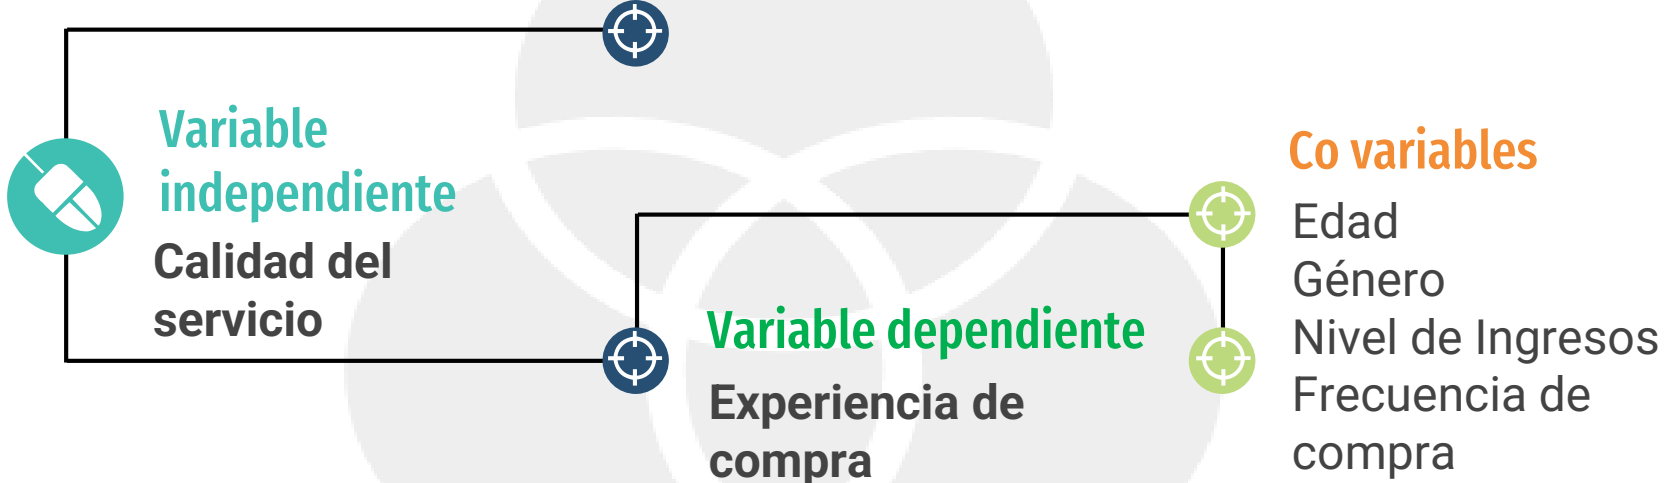 Variable
independiente
Calidad del
servicio
Variable dependiente
Experiencia de
compra
Co variables
Edad
Género
Nivel de Ingresos
Frecuencia de
compra